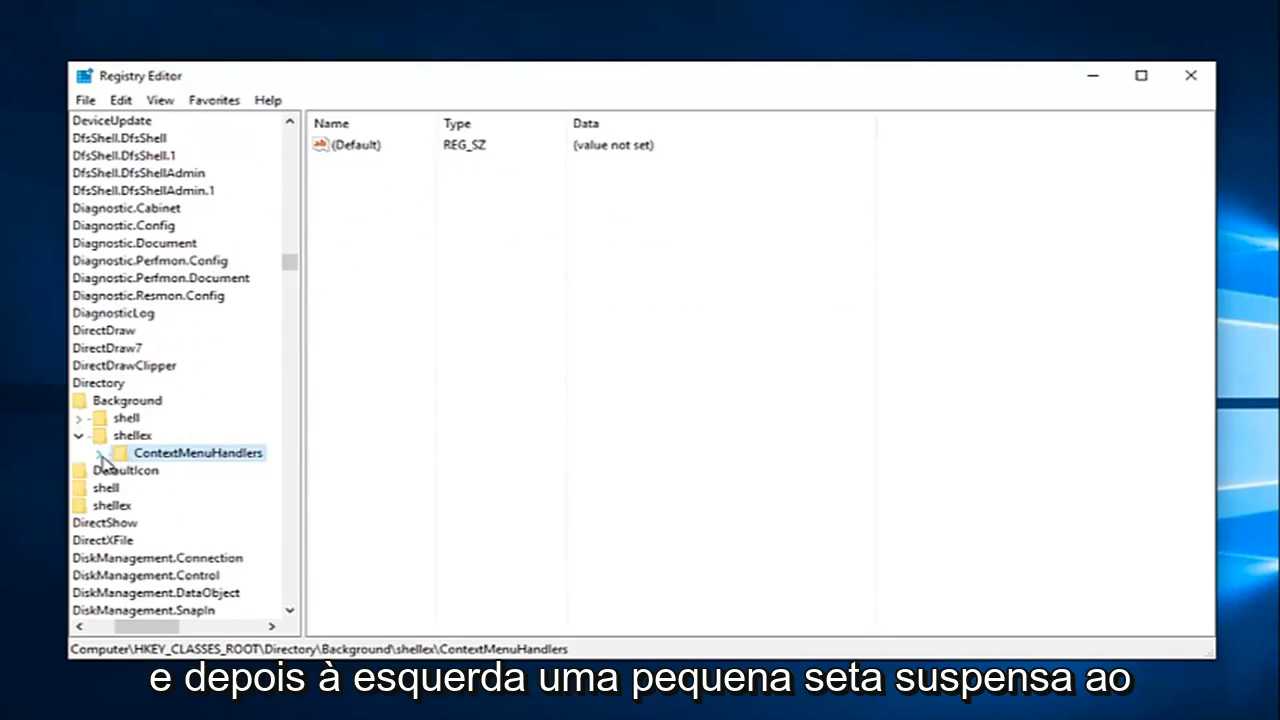 Registry Editor
File Edit View Favorites Help
DeviceUpdate
DfsShell.DfsShell
DfsShell.DfsShell.1
DfsShell.DfsShellAdmin
DfsShell.DfsShellAdmin.1
Diagnostic.Cabinet
Diagnostic.Config
Diagnostic.Document
Diagnostic.Perfmon.Config
Diagnostic.Perfmon.Document
Diagnostic.Resmon.Config
DiagnosticLog
DirectDraw
DirectDraw7
DirectDrawClipper
Directory
Background
shell
shellex
ContextMenuHandlers
DefaultIcon
shell
shellex
DirectShow
DirectXFile
DiskManagement.Connection
DiskManagement.Control
DiskManagement.DataObject
DiskManagement.SnapIn
Name Type Data
(Default) REG_SZ (value not set)
Computer\HKEY_CLASSES_ROOT\Directory\Background\shellex\ContextMenuHandlers
e depois à esquerda uma pequena seta suspensa ao